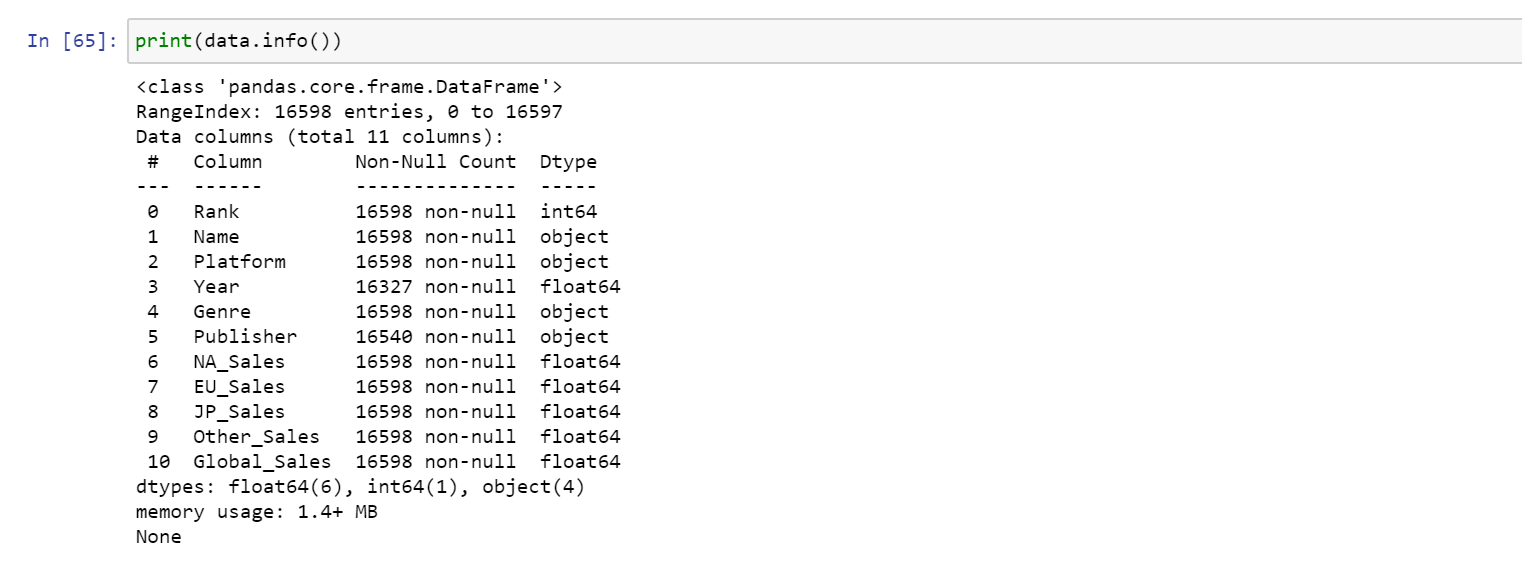 In [65]: print(data.info())
<class 'pandas.core.frame.DataFrame'>
RangeIndex: 16598 entries, 0 to 16597
Data columns (total 11 columns):
 #   Column        Non-Null Count  Dtype
---  ------        --------------  -----
 0   Rank          16598 non-null  int64
 1   Name          16598 non-null  object
 2   Platform      16598 non-null  object
 3   Year          16327 non-null  float64
 4   Genre         16598 non-null  object
 5   Publisher     16540 non-null  object
 6   NA_Sales      16598 non-null  float64
 7   EU_Sales      16598 non-null  float64
 8   JP_Sales      16598 non-null  float64
 9   Other_Sales   16598 non-null  float64
 10  Global_Sales  16598 non-null  float64
dtypes: float64(6), int64(1), object(4)
memory usage: 1.4+ MB
None